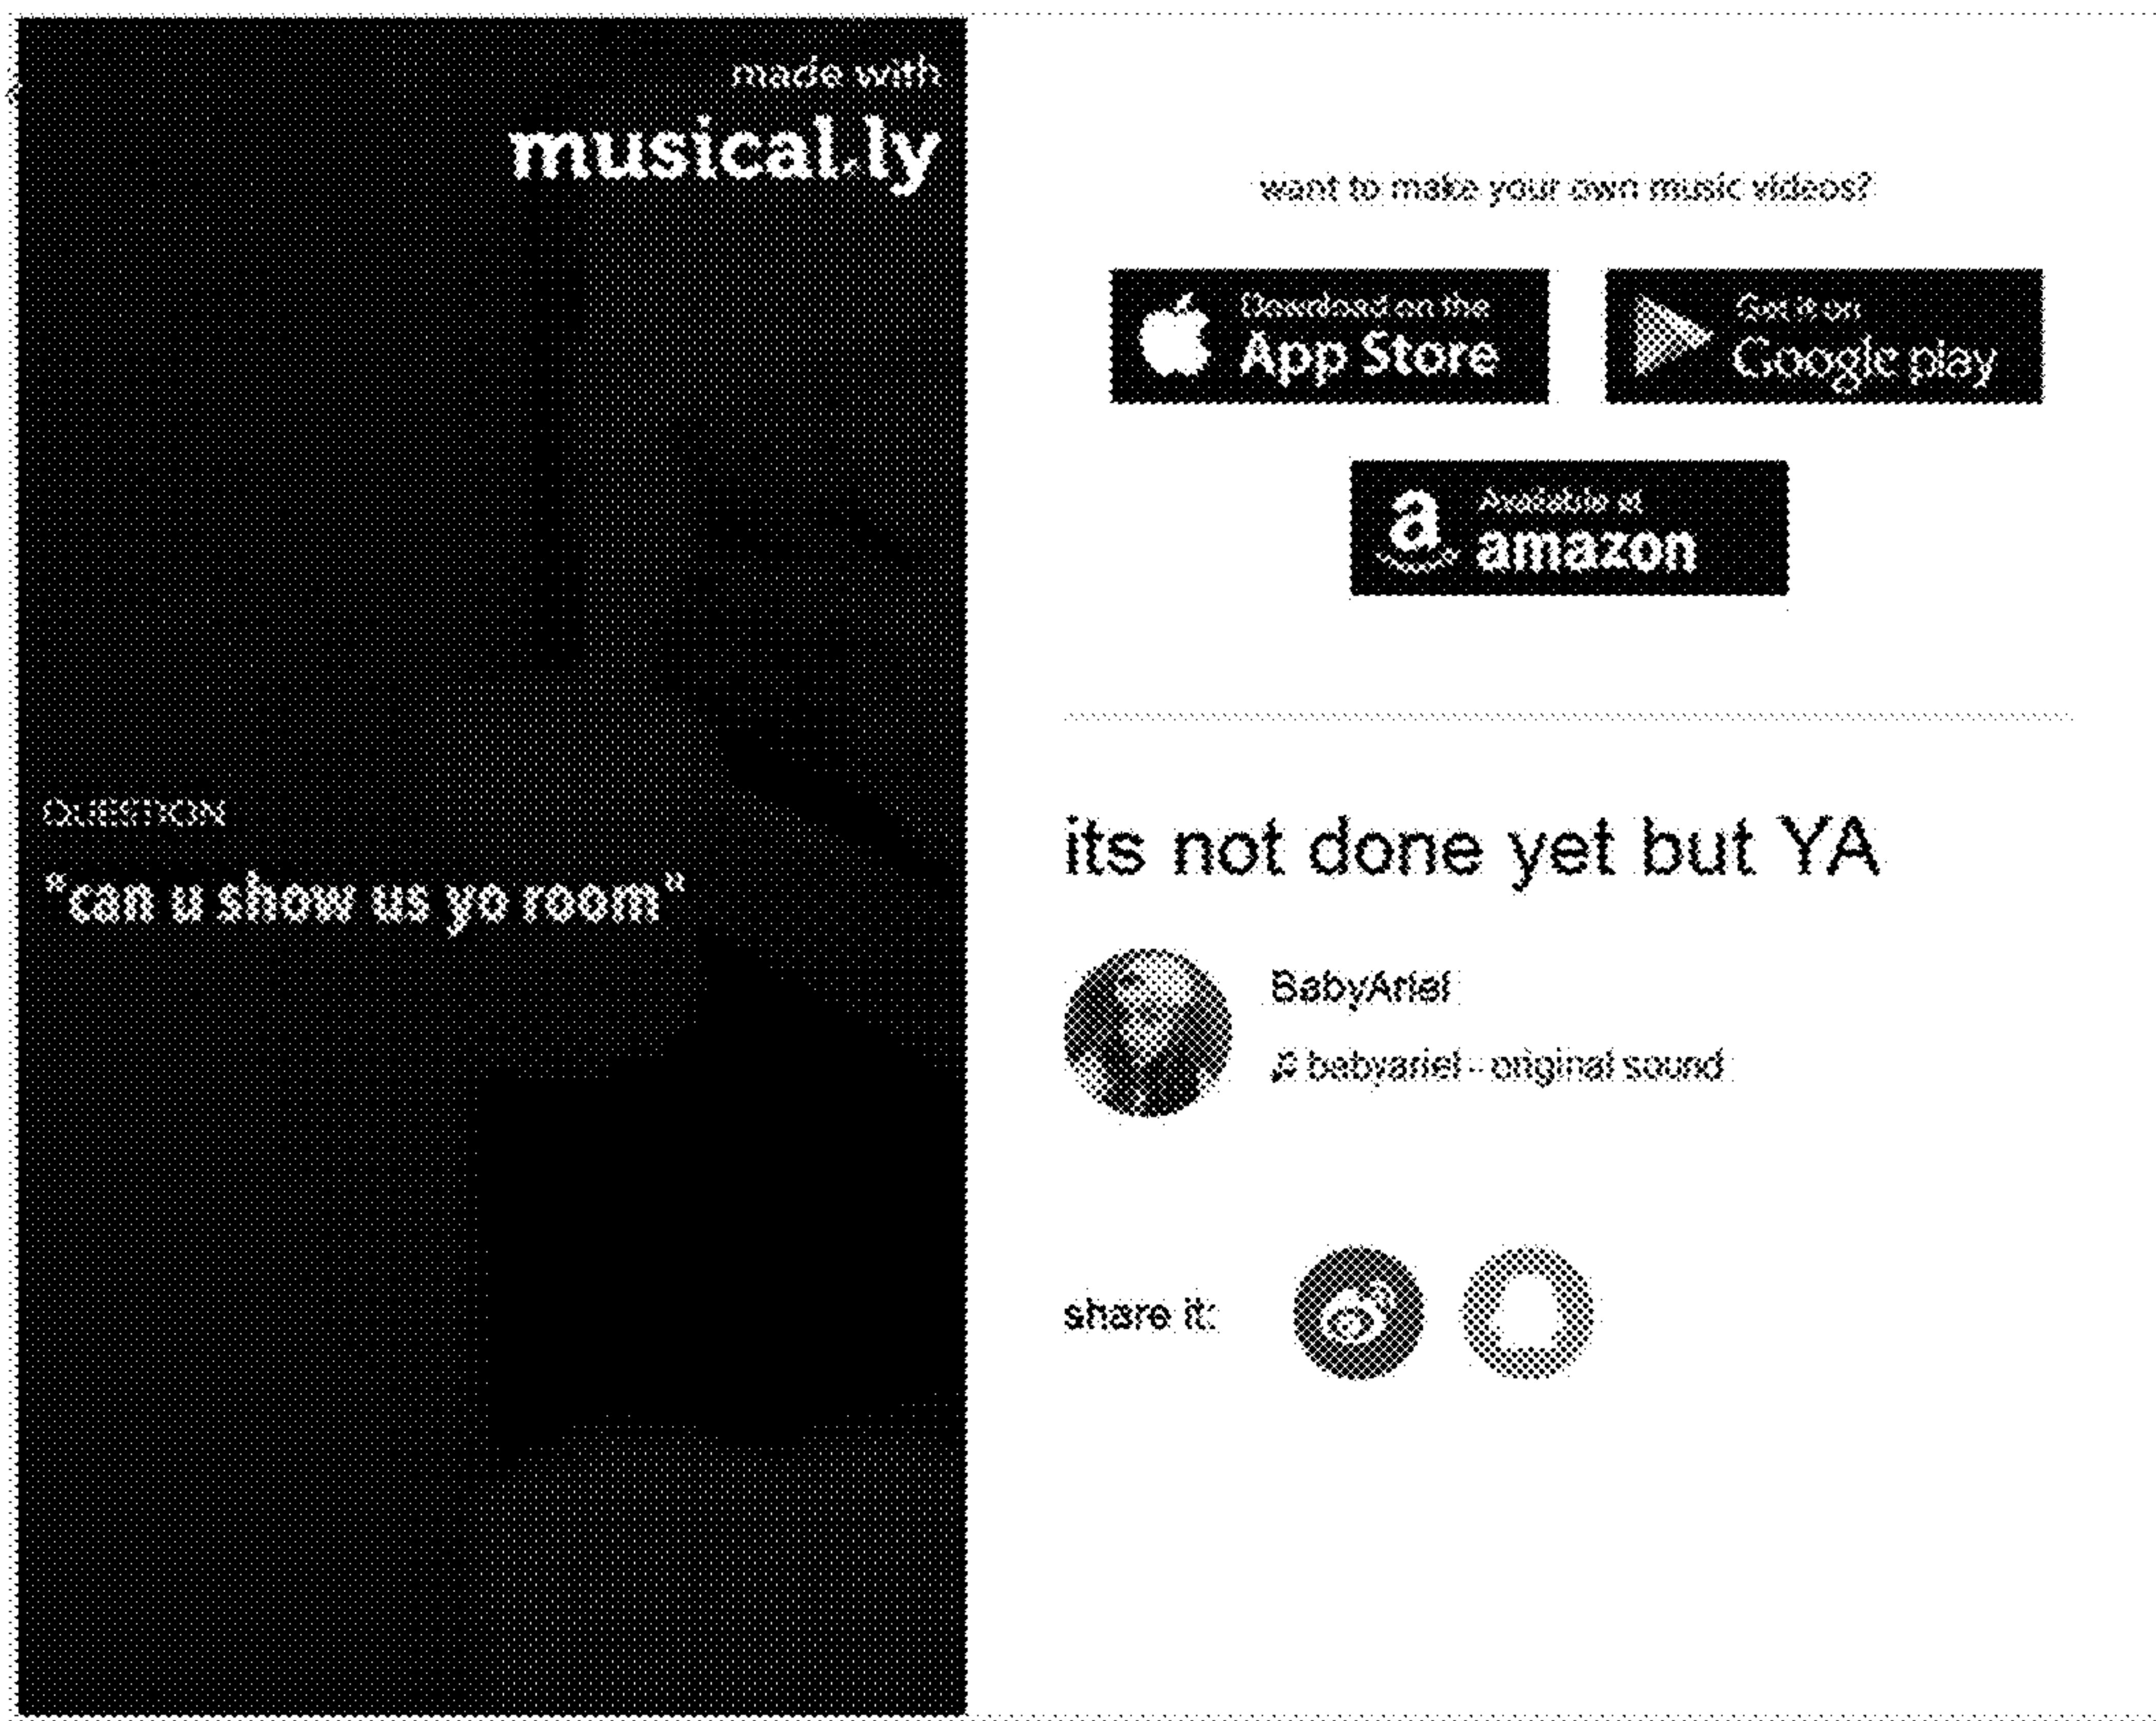 made with
musical.ly
QUESTION
"can u show us yo room"
want to make your own music videos?
Download on the
App Store
Get it on
Google play
a
Available at
amazon
its not done yet but YA
BabyAriel
babyariel - original sound
share it: